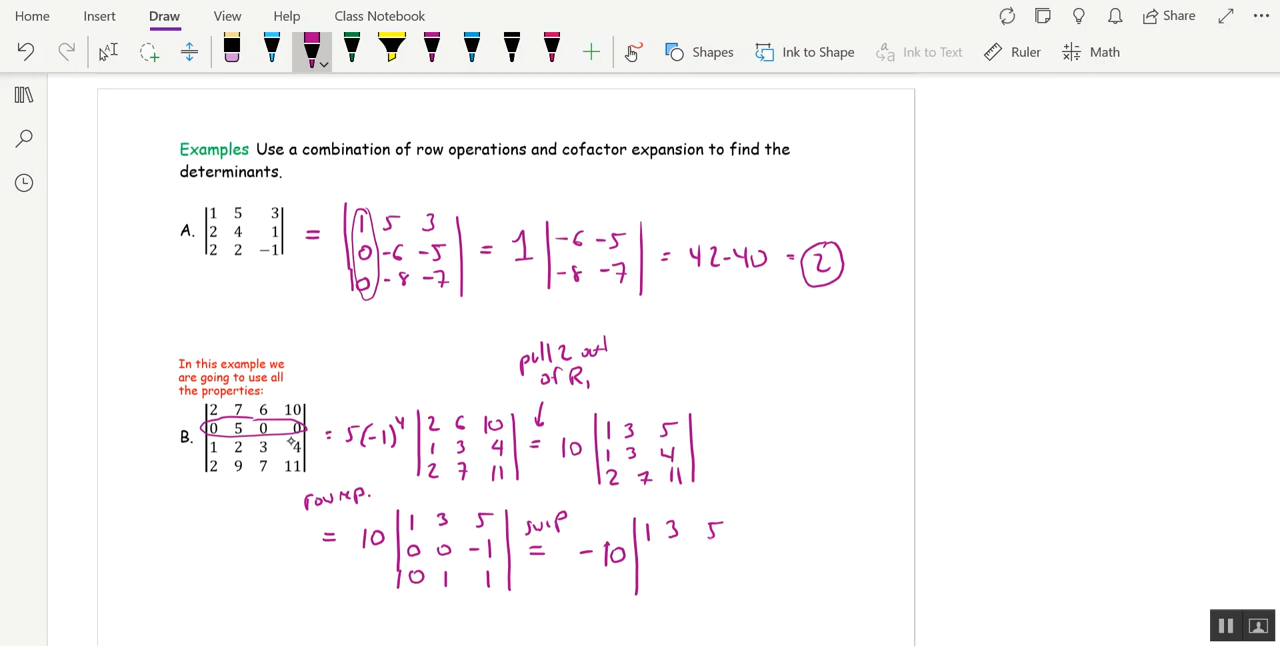 Home Insert Draw View Help Class Notebook Share
Shapes Ink to Shape Ink to Text Ruler Math
Examples Use a combination of row operations and cofactor expansion to find the
determinants.
A. |1 5 3| = |1 5 3| = 1 |-6 -5| = 42-40 = 2
|2 4 1| |0 -6 -5| |-8 -7|
|2 2 -1| |0 -8 -7|
pull 2 out
of R₁
In this example we
are going to use all
the properties:
B. |2 7 6 10| = 5(-1)⁴ |2 6 10| = 10 |1 3 5|
|0 5 0 0| |1 3 4| |1 3 4|
|1 2 3 4| |2 7 11| |2 7 11|
|2 9 7 11|
row rep.
= 10 |1 3 5| swp = -10 |1 3 5
|0 0 -1|
|0 1 1|